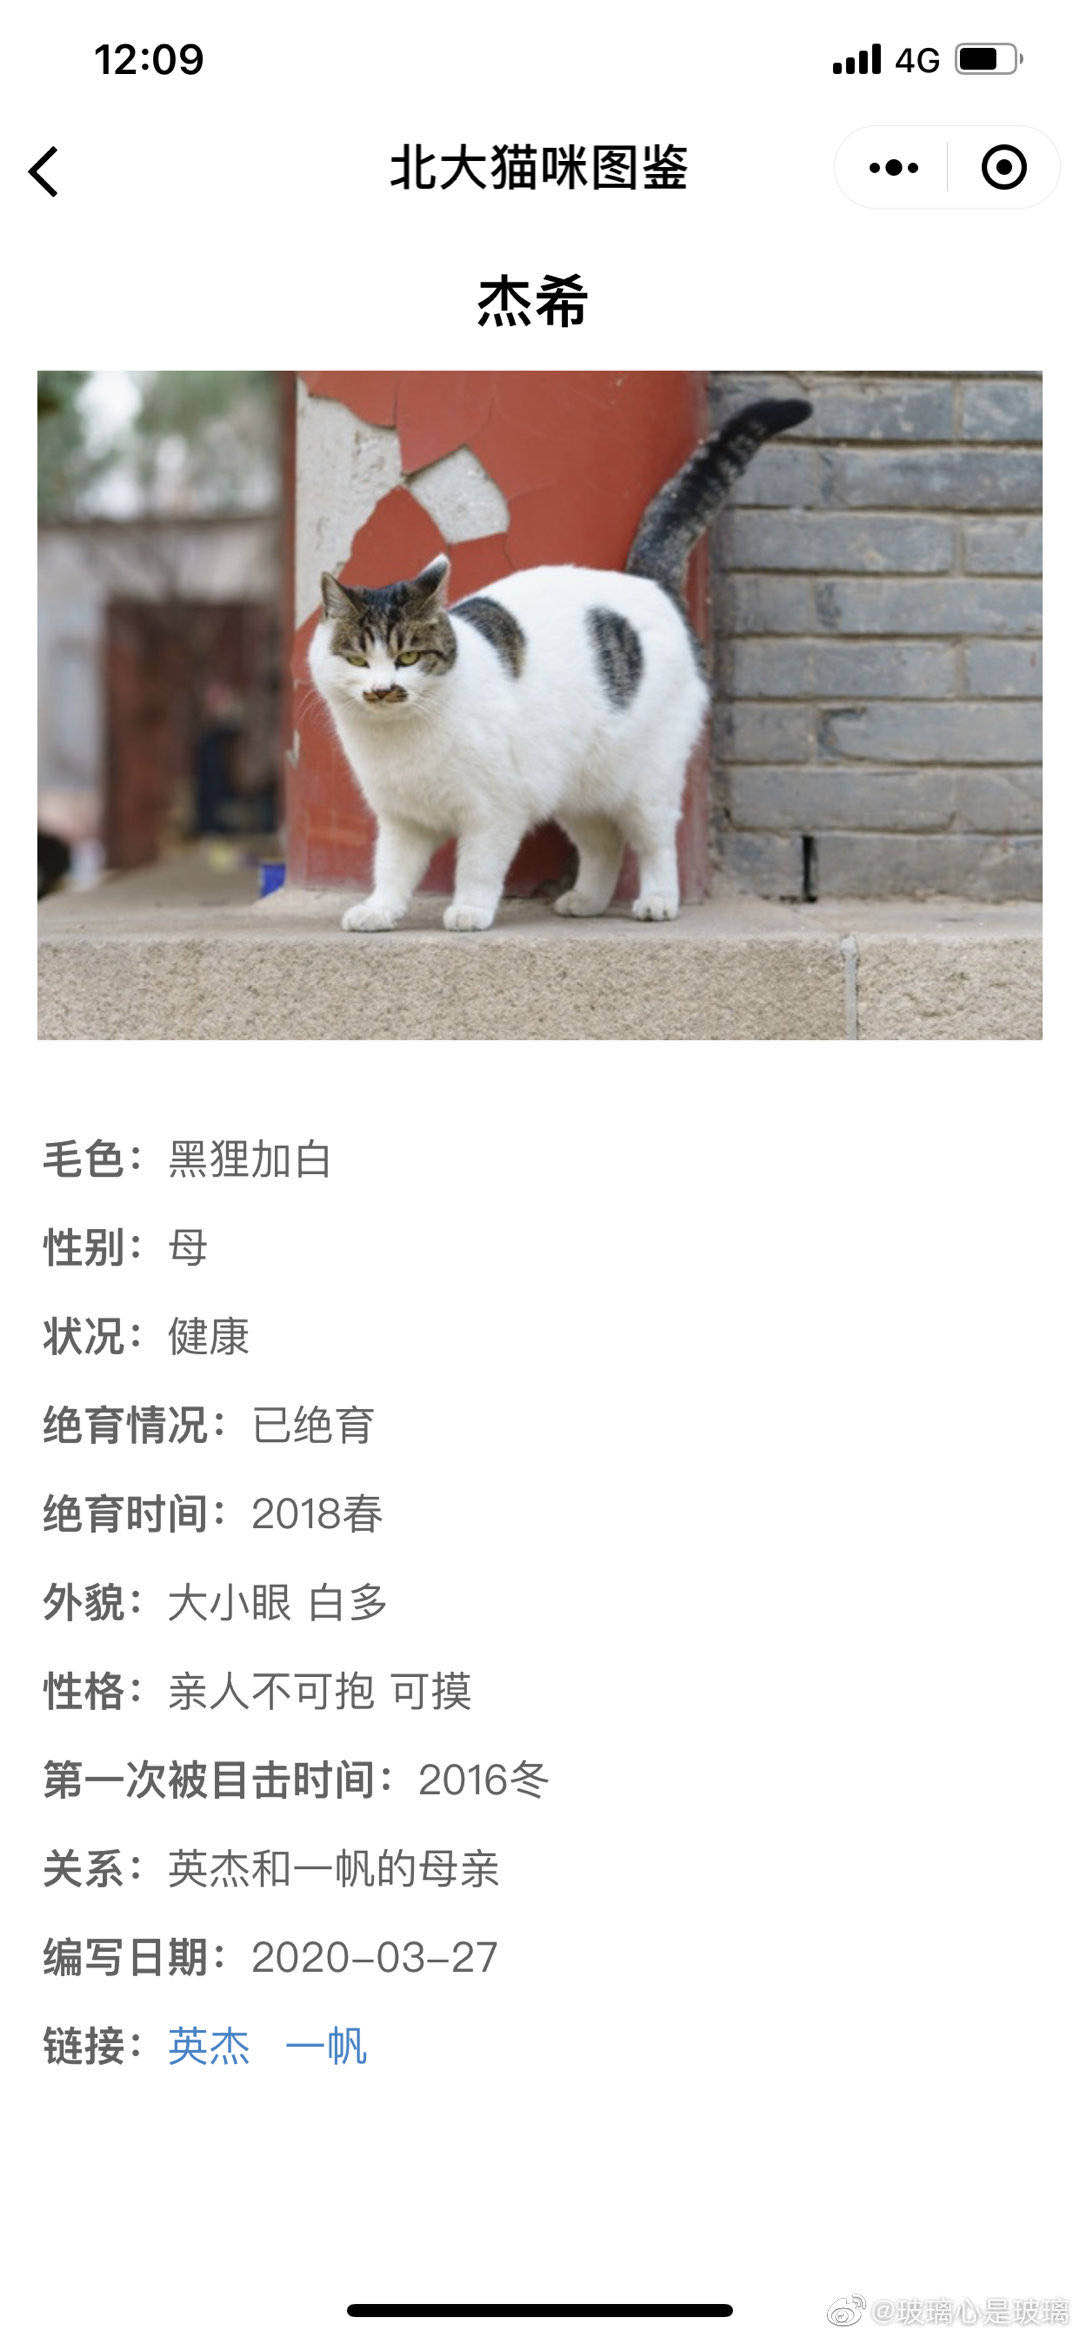 12:09
4G
北大猫咪图鉴
杰希
毛色：黑狸加白
性别：母
状况：健康
绝育情况：已绝育
绝育时间：2018春
外貌：大小眼 白多
性格：亲人不可抱 可摸
第一次被目击时间：2016冬
关系：英杰和一帆的母亲
编写日期：2020-03-27
链接：英杰 一帆
@玻璃心是玻璃